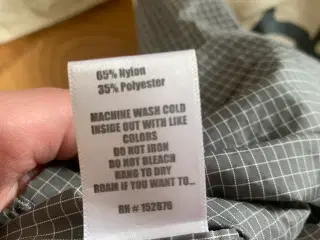 65% Nylon
35% Polyester
MACHINE WASH COLD
INSIDE OUT WITH LIKE
COLORS
DO NOT IRON
DO NOT BLEACH
HANG TO DRY
ROAM IF YOU WANT TO...
RN # 152876